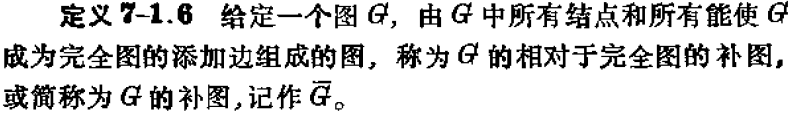 定义 7-1.6 给定一个图 G, 由 G 中所有结点和所有能使 G
成为完全图的添加边组成的图, 称为 G 的相对于完全图的补图,
或简称为 G 的补图,记作 G̅。